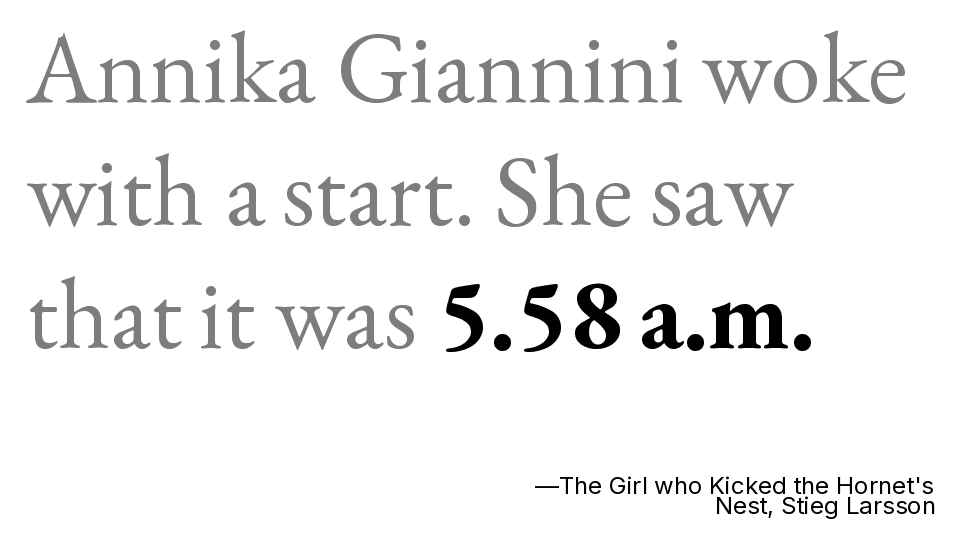 Annika Giannini woke
with a start. She saw
that it was 5.58 a.m.
—The Girl who Kicked the Hornet's
Nest, Stieg Larsson